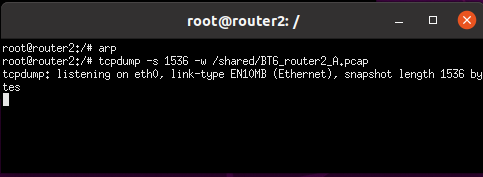 root@router2: /
root@router2:/# arp
root@router2:/# tcpdump -s 1536 -w /shared/BT6_router2_A.pcap
tcpdump: listening on eth0, link-type EN10MB (Ethernet), snapshot length 1536 by
tes